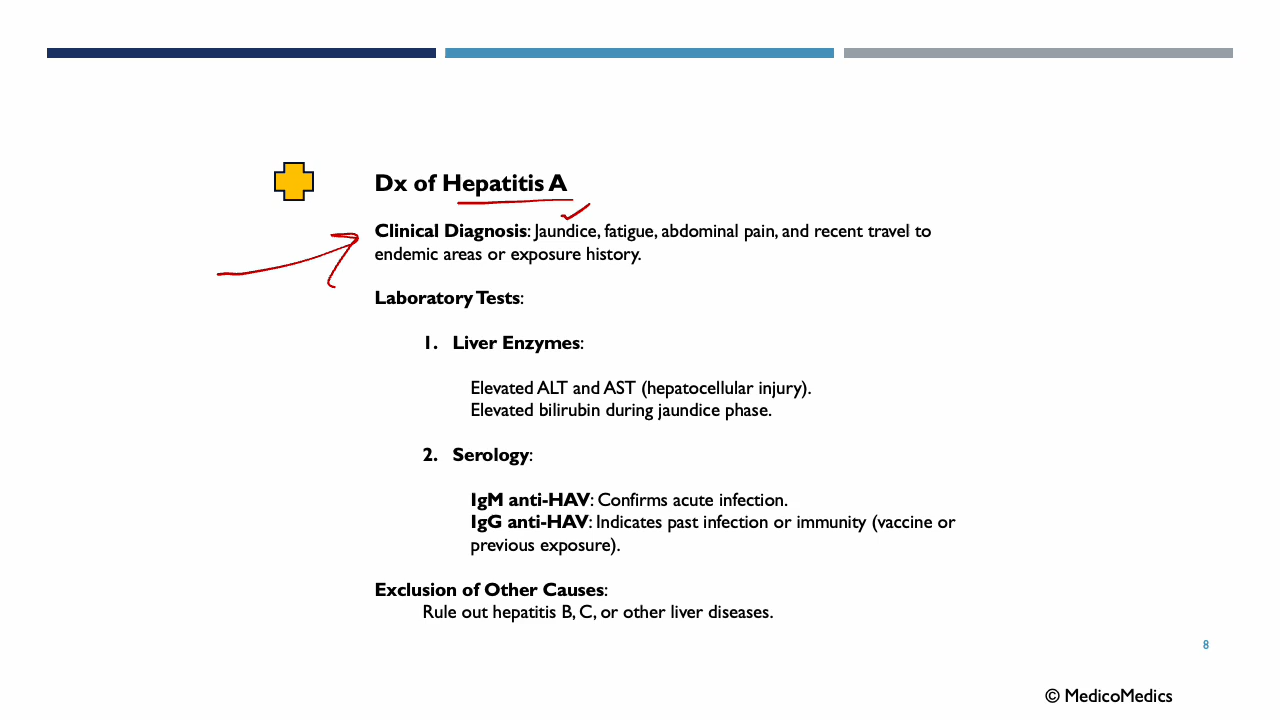 Dx of Hepatitis A
Clinical Diagnosis: Jaundice, fatigue, abdominal pain, and recent travel to
endemic areas or exposure history.
Laboratory Tests:
1. Liver Enzymes:
Elevated ALT and AST (hepatocellular injury).
Elevated bilirubin during jaundice phase.
2. Serology:
IgM anti-HAV: Confirms acute infection.
IgG anti-HAV: Indicates past infection or immunity (vaccine or
previous exposure).
Exclusion of Other Causes:
Rule out hepatitis B, C, or other liver diseases.
8
© MedicoMedics